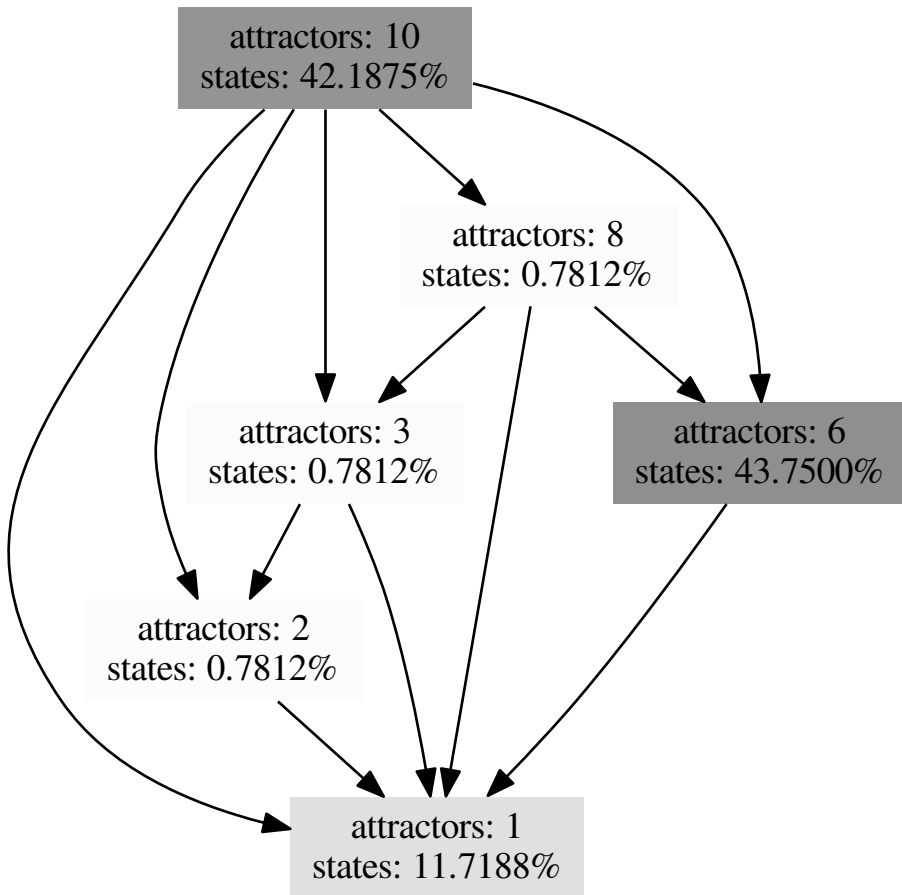 attractors: 10
states: 42.1875%
attractors: 8
states: 0.7812%
attractors: 3
states: 0.7812%
attractors: 6
states: 43.7500%
attractors: 2
states: 0.7812%
attractors: 1
states: 11.7188%